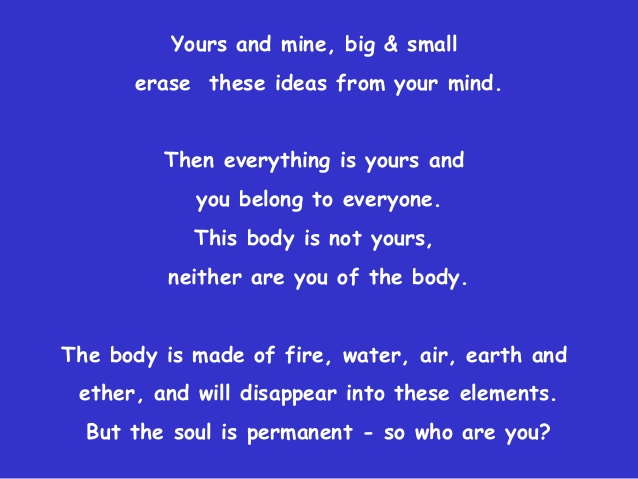 Yours and mine, big & small
erase these ideas from your mind.
Then everything is yours and
you belong to everyone.
This body is not yours,
neither are you of the body.
The body is made of fire, water, air, earth and
ether, and will disappear into these elements.
But the soul is permanent - so who are you?